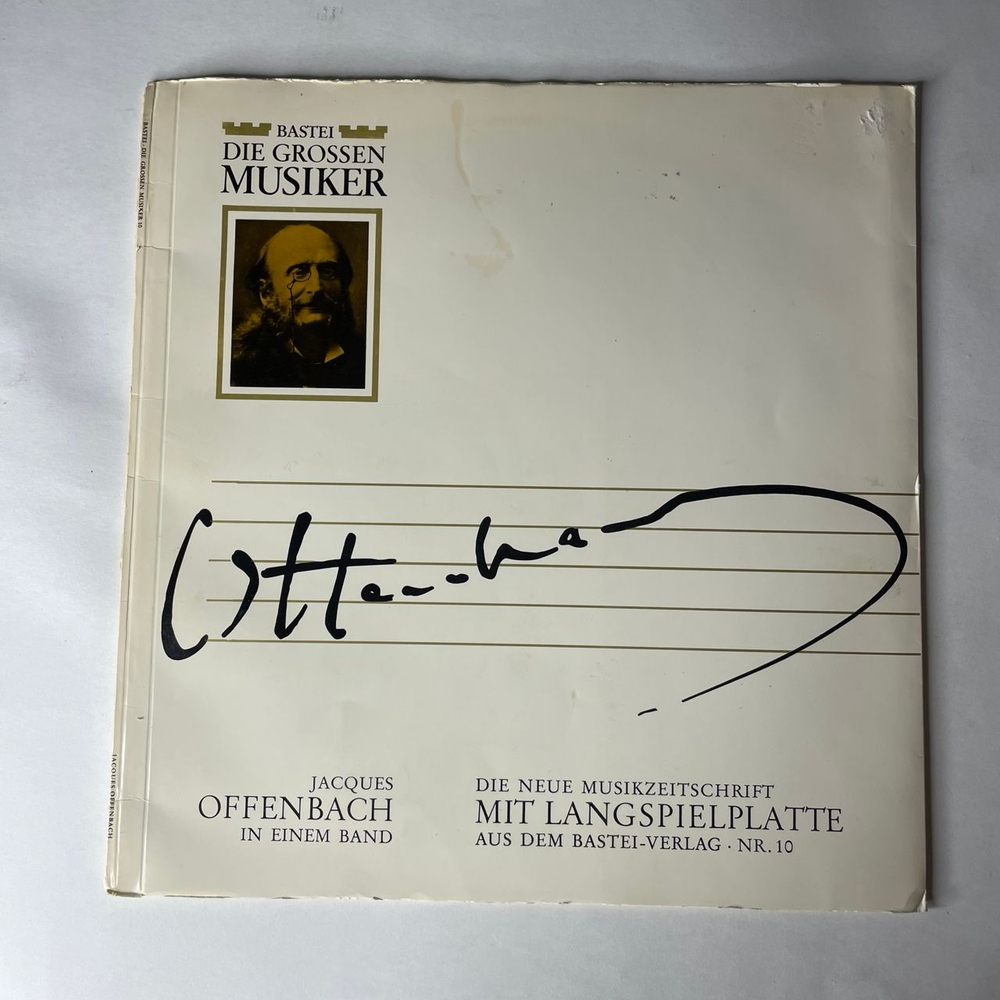 BASTEI
DIE GROSSEN
MUSIKER
BASTEI · DIE GROSSEN MUSIKER 10
Offenbach
JACQUES
OFFENBACH
IN EINEM BAND
DIE NEUE MUSIKZEITSCHRIFT
MIT LANGSPIELPLATTE
AUS DEM BASTEI-VERLAG · NR. 10
JACQUES OFFENBACH